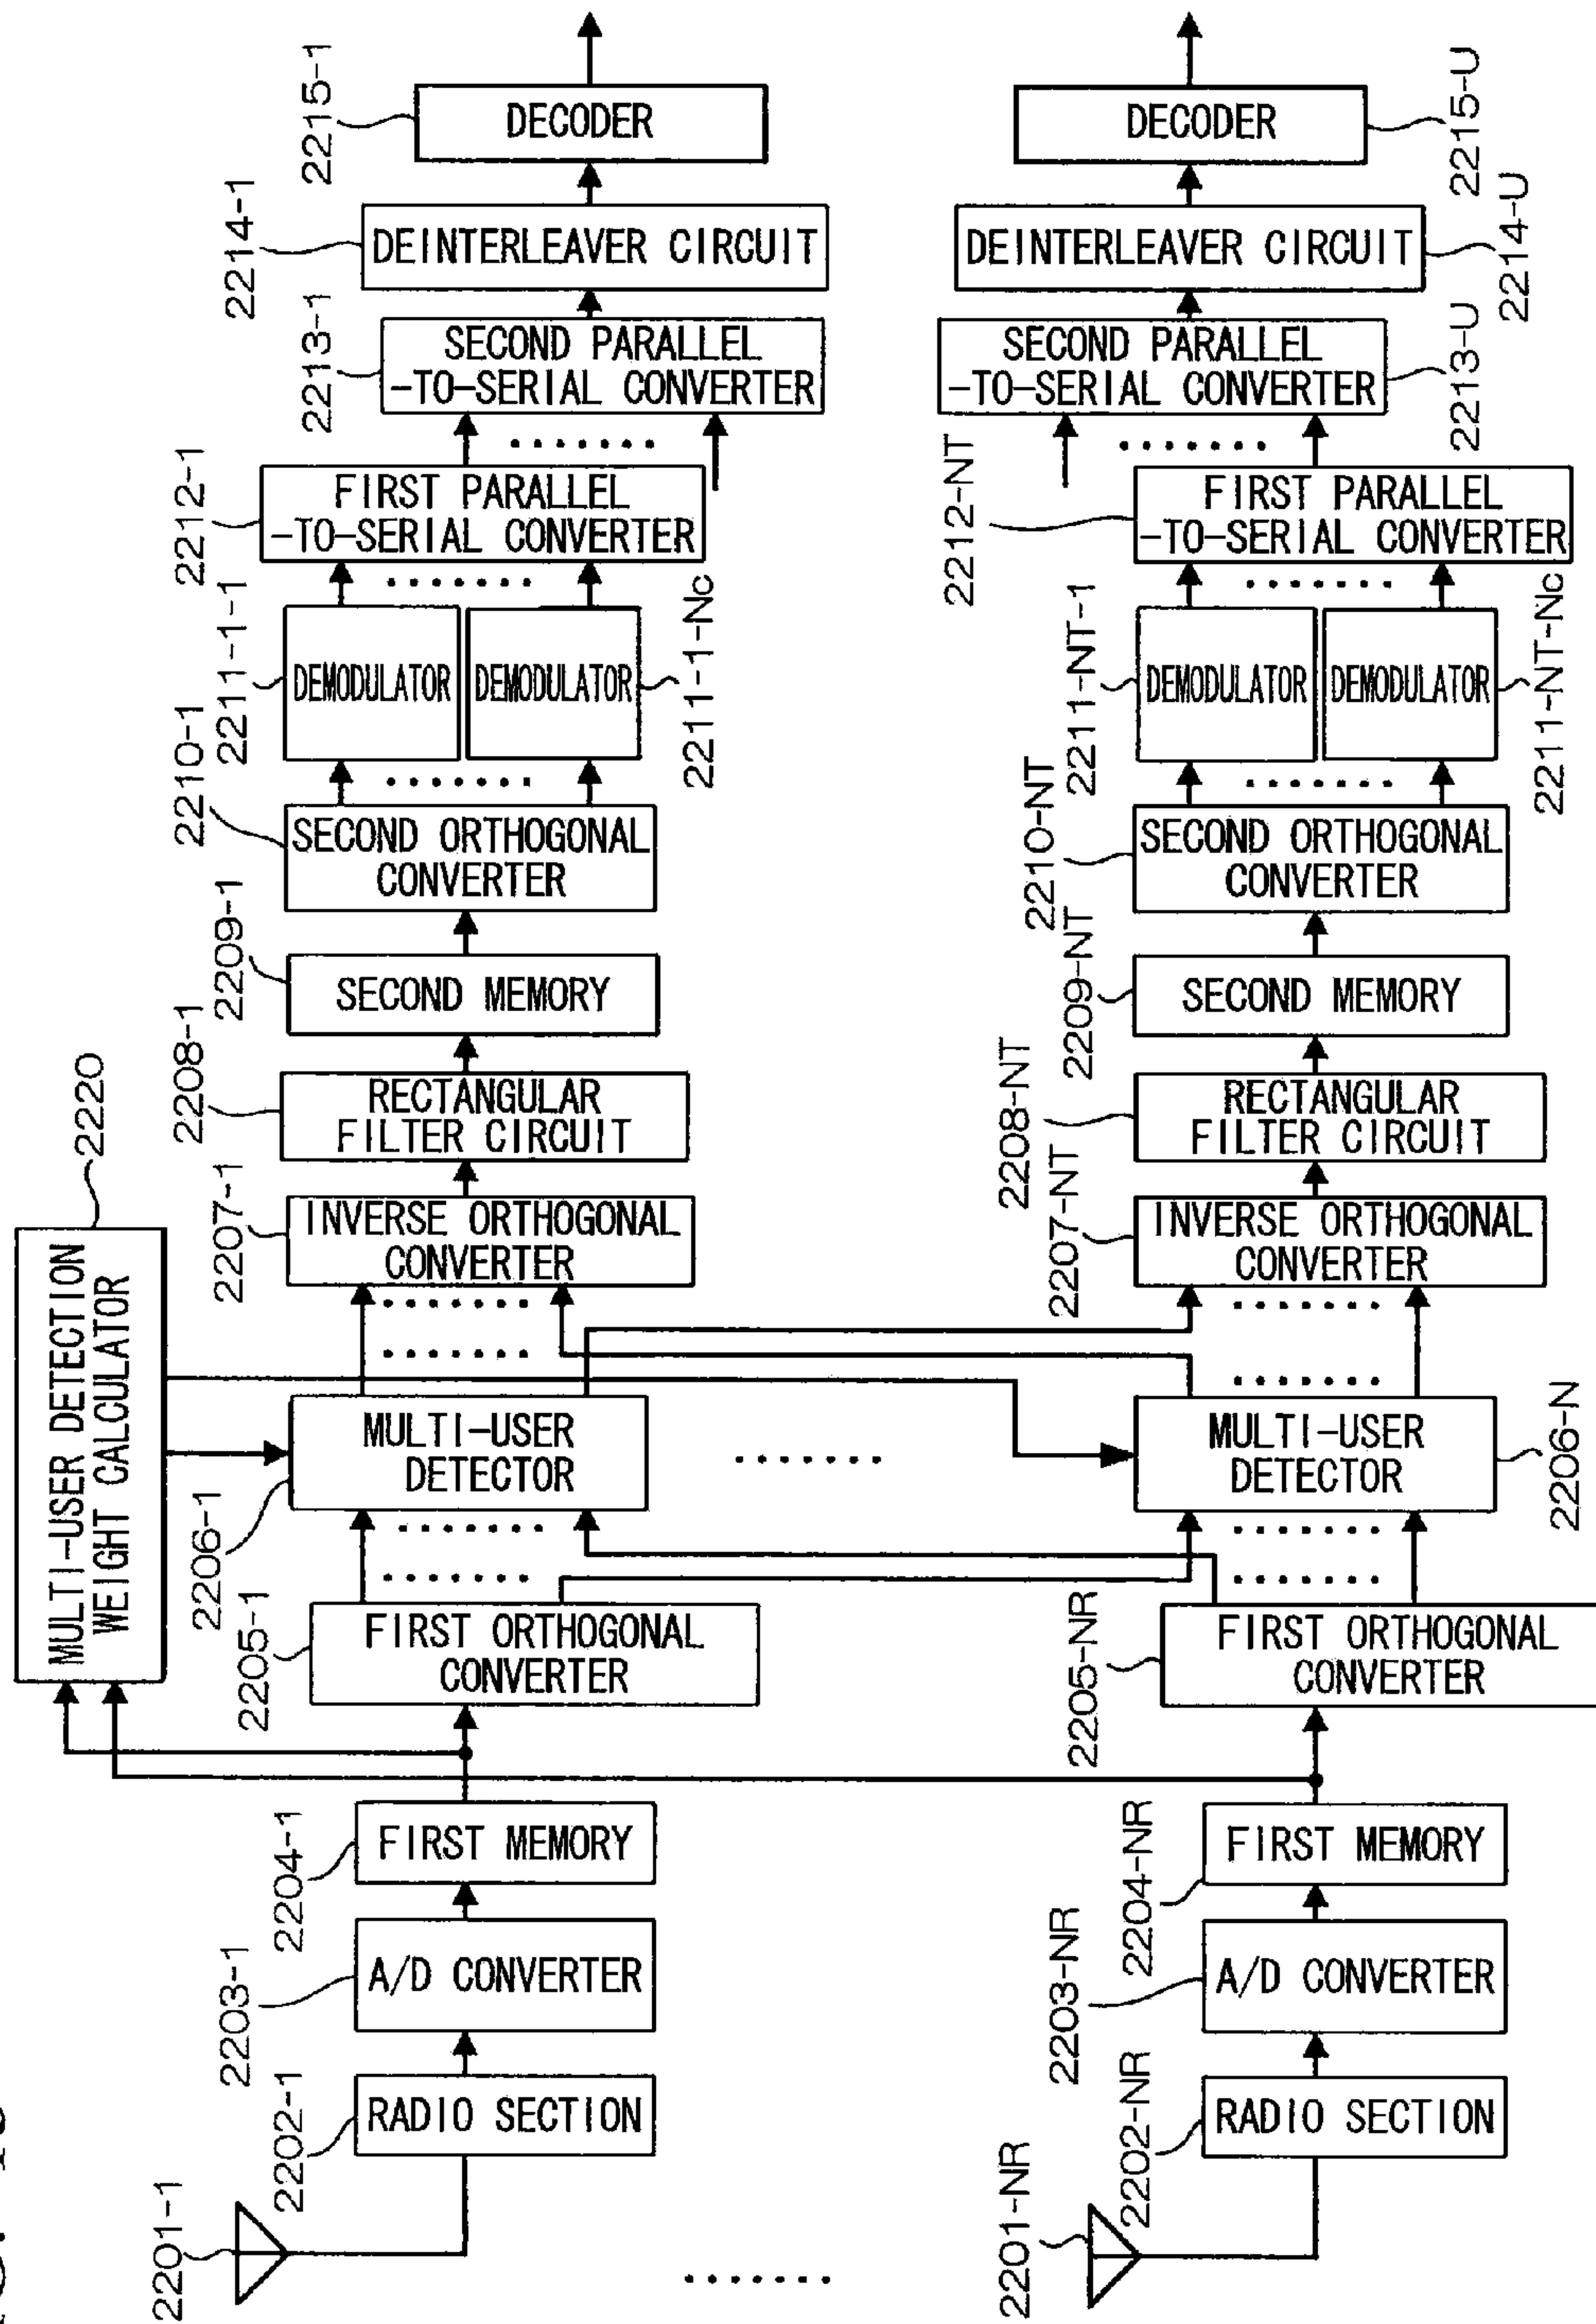 2215-1
DECODER
2214-1
DEINTERLEAVER CIRCUIT
2213-1
SECOND PARALLEL
-TO-SERIAL CONVERTER
2212-1
FIRST PARALLEL
-TO-SERIAL CONVERTER
2211-1-1
DEMODULATOR
DEMODULATOR
2211-1-Nc
2210-1
SECOND ORTHOGONAL
CONVERTER
2209-1
SECOND MEMORY
2208-1
RECTANGULAR
FILTER CIRCUIT
2207-1
INVERSE ORTHOGONAL
CONVERTER
2220
MULTI-USER DETECTION
WEIGHT CALCULATOR
2206-1
MULTI-USER
DETECTOR
2205-1
FIRST ORTHOGONAL
CONVERTER
2204-1
FIRST MEMORY
2203-1
A/D CONVERTER
2202-1
RADIO SECTION
2201-1
DECODER
2215-U
DEINTERLEAVER CIRCUIT
2214-U
SECOND PARALLEL
-TO-SERIAL CONVERTER
2213-U
2212-NT
FIRST PARALLEL
-TO-SERIAL CONVERTER
2211-NT-1
DEMODULATOR
DEMODULATOR
2211-NT-Nc
2210-NT
SECOND ORTHOGONAL
CONVERTER
2209-NT
SECOND MEMORY
2208-NT
RECTANGULAR
FILTER CIRCUIT
2207-NT
INVERSE ORTHOGONAL
CONVERTER
MULTI-USER
DETECTOR
2206-N
2205-NR
FIRST ORTHOGONAL
CONVERTER
2204-NR
FIRST MEMORY
2203-NR
A/D CONVERTER
2202-NR
RADIO SECTION
2201-NR